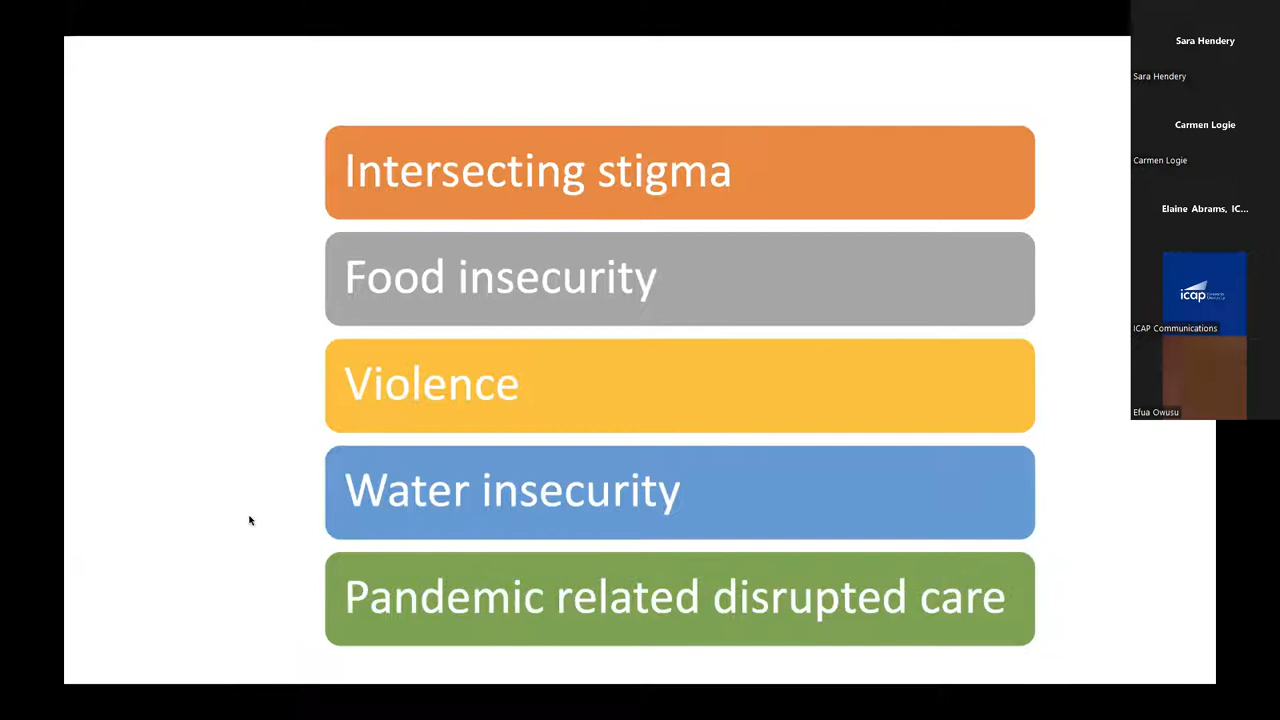 Intersecting stigma
Food insecurity
Violence
Water insecurity
Pandemic related disrupted care
Sara Hendery
Sara Hendery
Carmen Logie
Carmen Logie
Elaine Abrams, IC...
icap
ICAP Communications
Efua Owusu